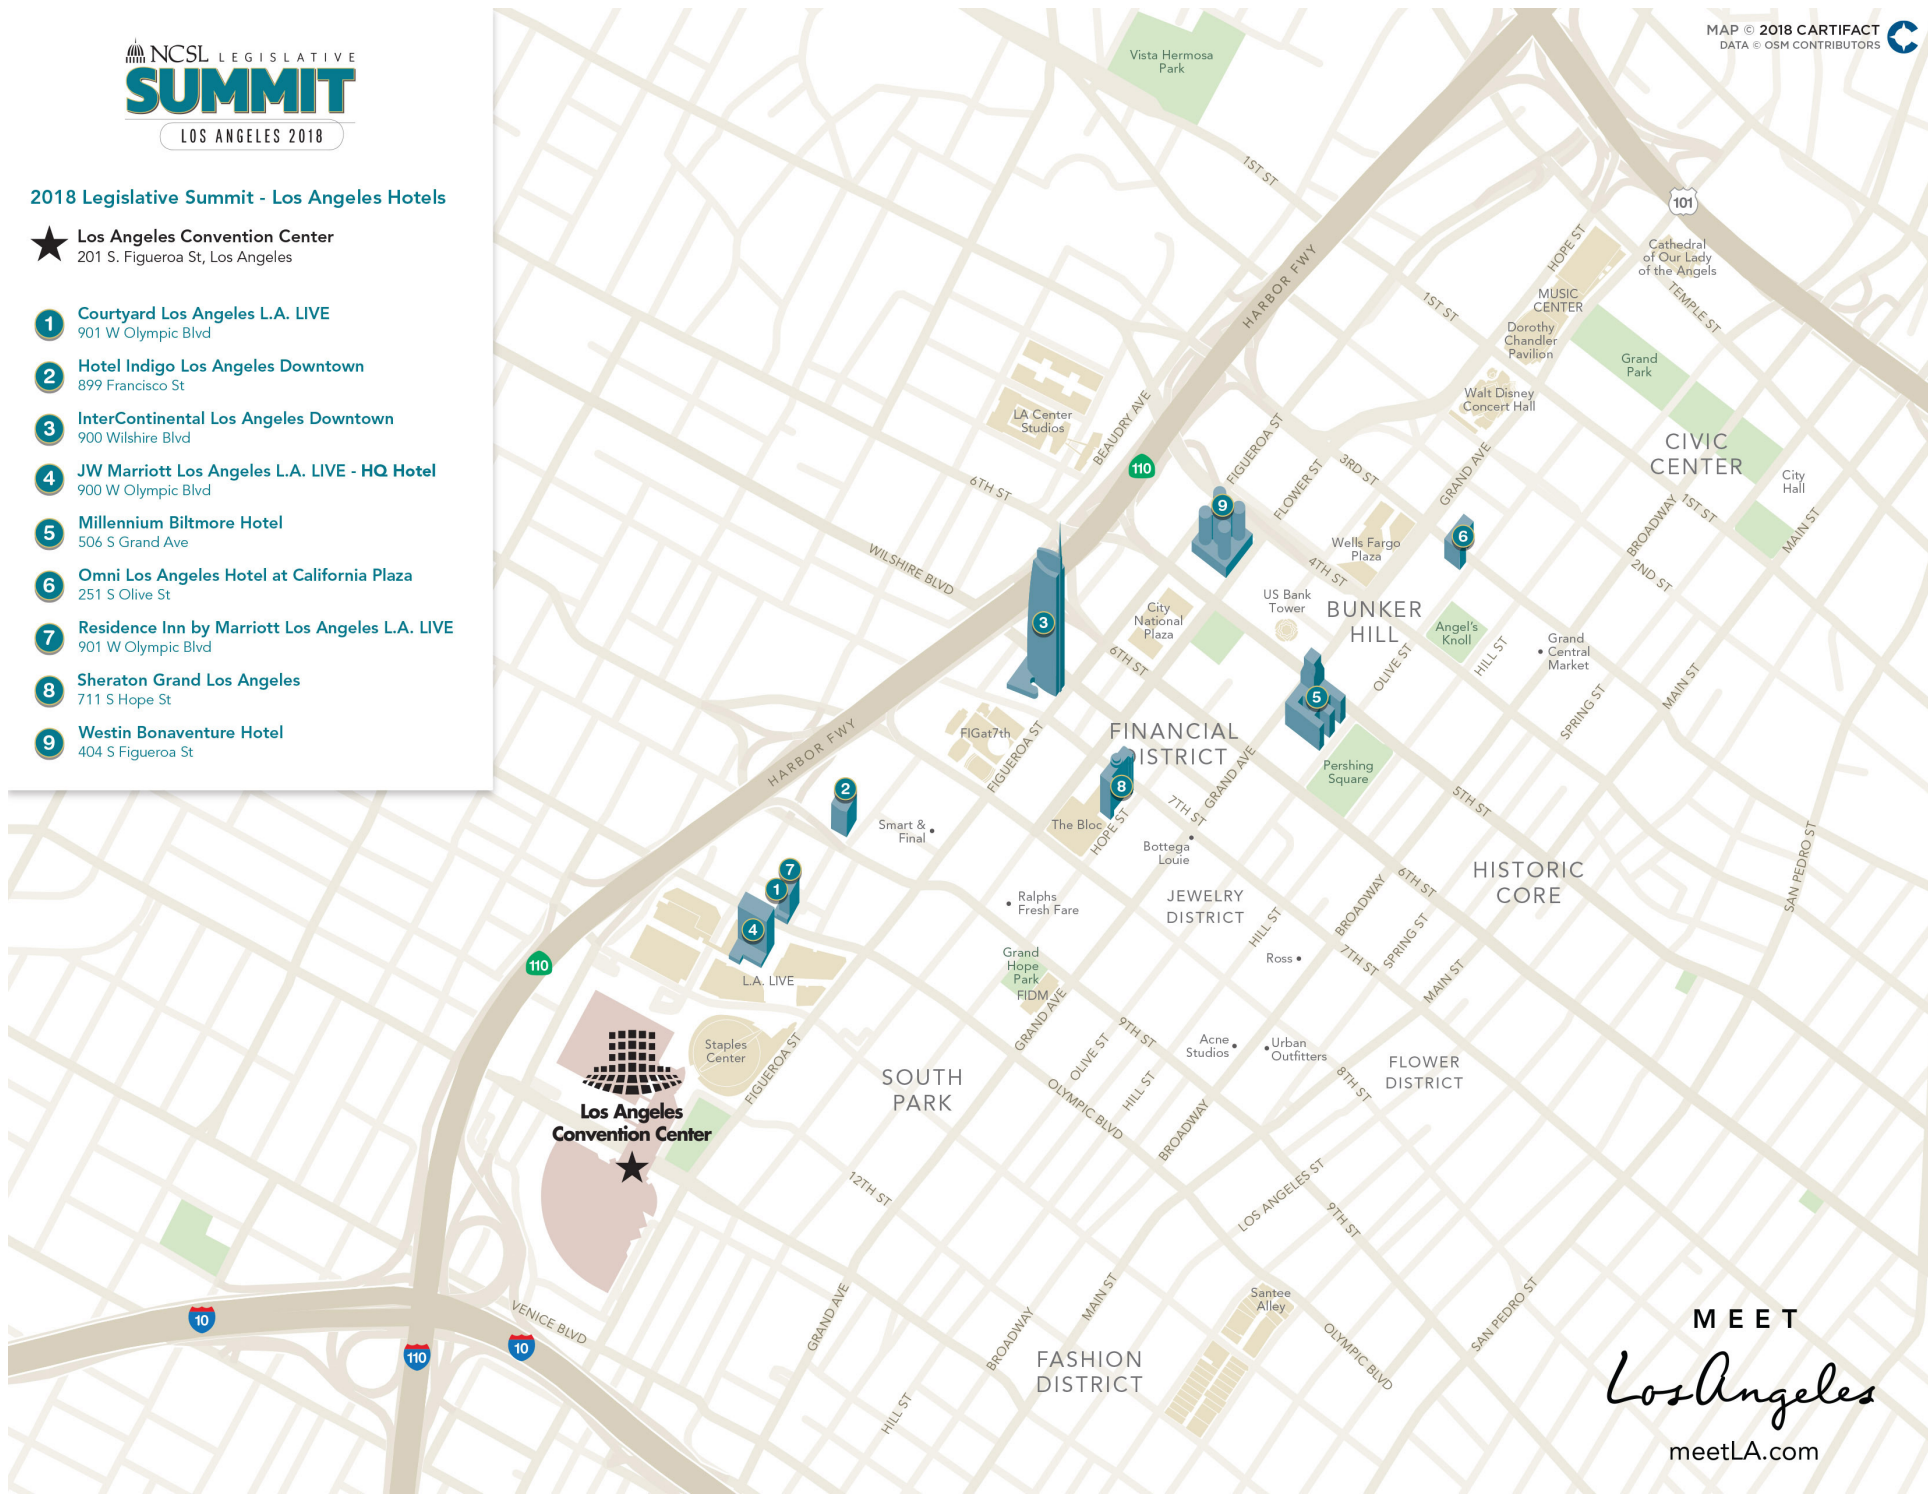 NCSL LEGISLATIVE
SUMMIT
LOS ANGELES 2018
2018 Legislative Summit - Los Angeles Hotels
Los Angeles Convention Center
201 S. Figueroa St, Los Angeles
1 Courtyard Los Angeles L.A. LIVE
901 W Olympic Blvd
2 Hotel Indigo Los Angeles Downtown
899 Francisco St
3 InterContinental Los Angeles Downtown
900 Wilshire Blvd
4 JW Marriott Los Angeles L.A. LIVE - HQ Hotel
900 W Olympic Blvd
5 Millennium Biltmore Hotel
506 S Grand Ave
6 Omni Los Angeles Hotel at California Plaza
251 S Olive St
7 Residence Inn by Marriott Los Angeles L.A. LIVE
901 W Olympic Blvd
8 Sheraton Grand Los Angeles
711 S Hope St
9 Westin Bonaventure Hotel
404 S Figueroa St
MAP © 2018 CARTIFACT
DATA © OSM CONTRIBUTORS
Vista Hermosa
Park
1ST ST
101
HOPE ST
Cathedral
of Our Lady
of the Angels
HARBOR FWY
TEMPLE ST
MUSIC
CENTER
1ST ST
Dorothy
Chandler
Pavilion
Grand
Park
Walt Disney
Concert Hall
LA Center
Studios
BEAUDRY AVE
FIGUEROA ST
CIVIC
CENTER
110
3RD ST
GRAND AVE
City
Hall
6TH ST
FLOWER ST
9
BROADWAY
1ST ST
MAIN ST
6
Wells Fargo
Plaza
WILSHIRE BLVD
4TH ST
2ND ST
US Bank
Tower
BUNKER
HILL
City
National
Plaza
3
Angel's
Knoll
HILL ST
Grand
Central
Market
6TH ST
OLIVE ST
MAIN ST
5
SPRING ST
FIGat7th
FIGUEROA ST
FINANCIAL
DISTRICT
HARBOR FWY
GRAND AVE
Pershing
Square
2
8
7TH ST
5TH ST
Smart &
Final
The Bloc
HOPE ST
Bottega
Louie
SAN PEDRO ST
7
1
HISTORIC
CORE
6TH ST
JEWELRY
DISTRICT
Ralphs
Fresh Fare
BROADWAY
4
HILL ST
SPRING ST
110
Grand
Hope
Park
Ross
7TH ST
L.A. LIVE
FIDM
MAIN ST
GRAND AVE
9TH ST
Staples
Center
FIGUEROA ST
OLIVE ST
Acne
Studios
Urban
Outfitters
FLOWER
DISTRICT
SOUTH
PARK
8TH ST
HILL ST
OLYMPIC BLVD
Los Angeles
Convention Center
BROADWAY
12TH ST
LOS ANGELES ST
9TH ST
VENICE BLVD
GRAND AVE
MAIN ST
Santee
Alley
SAN PEDRO ST
10
10
110
BROADWAY
OLYMPIC BLVD
FASHION
DISTRICT
HILL ST
MEET
Los Angeles
meetLA.com